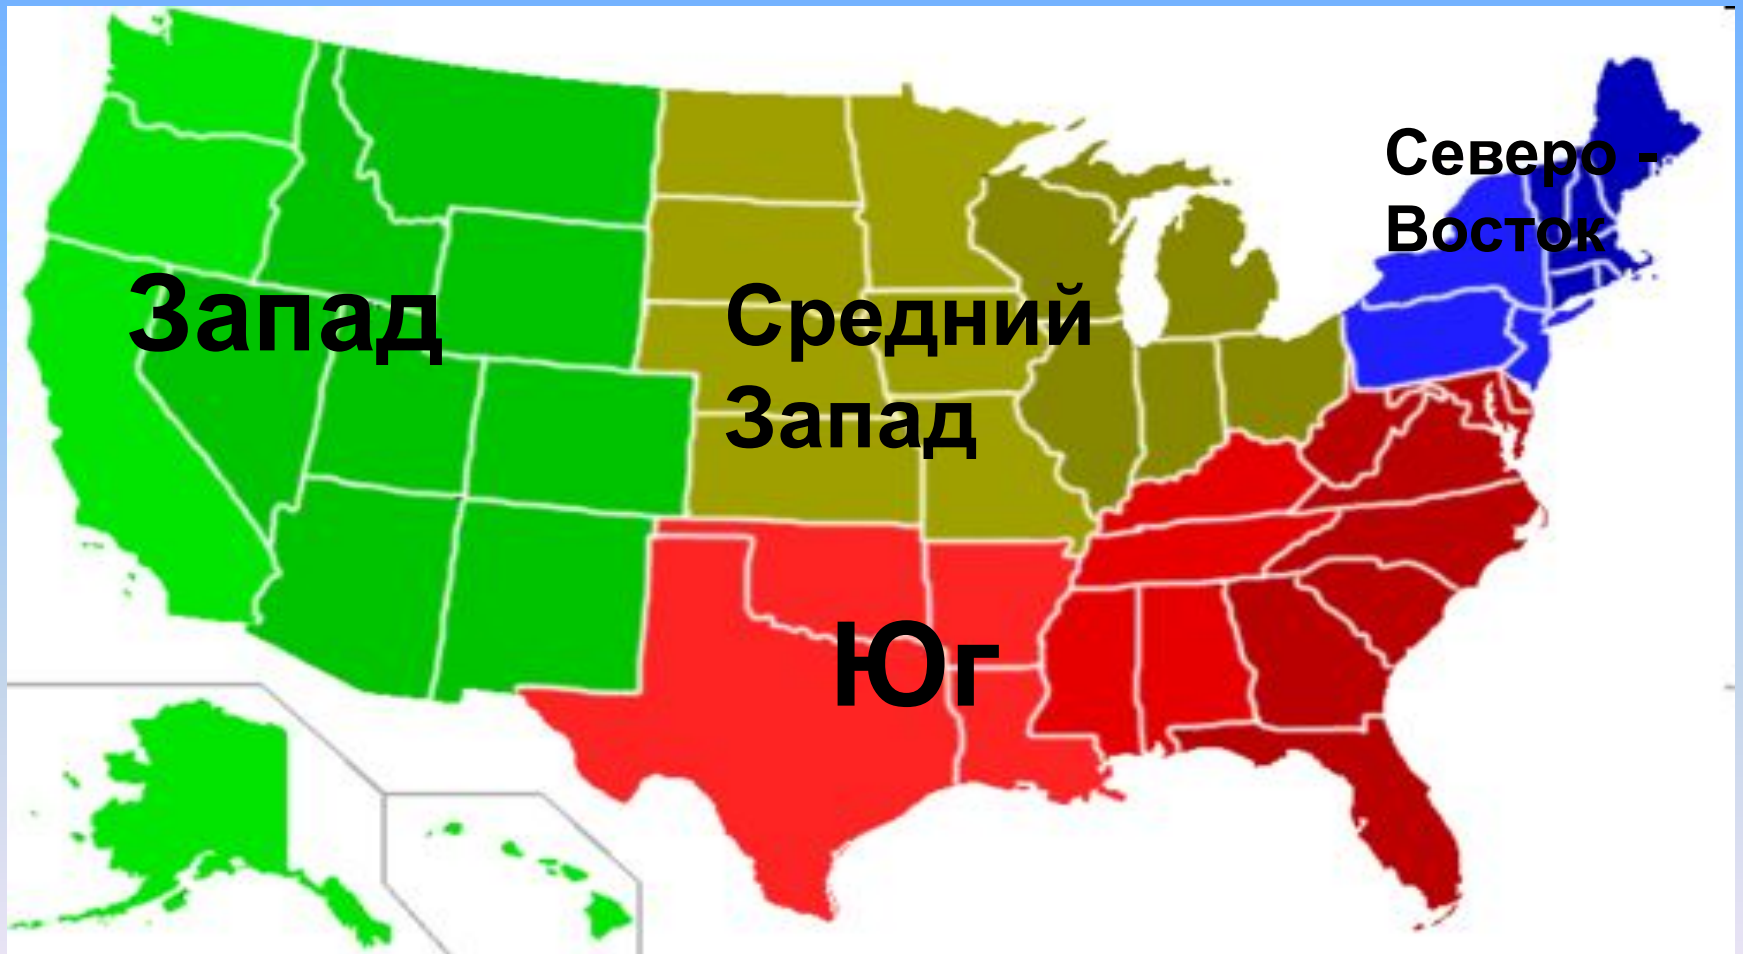 Северо -
Восток
Запад
Средний
Запад
Юг